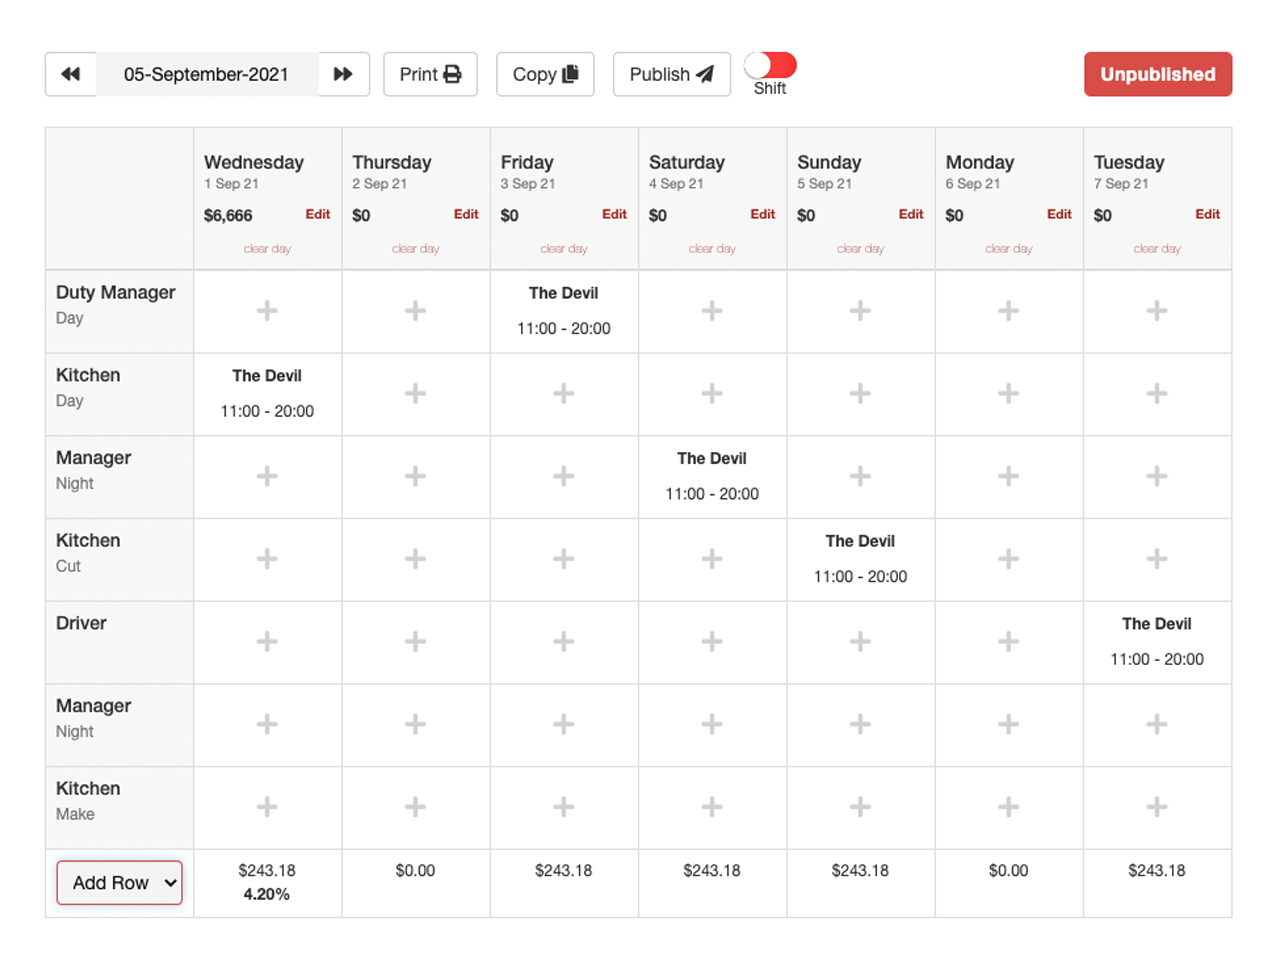 05-September-2021 Print Copy Publish Shift Unpublished
Wednesday Thursday Friday Saturday Sunday Monday Tuesday
1 Sep 21 2 Sep 21 3 Sep 21 4 Sep 21 5 Sep 21 6 Sep 21 7 Sep 21
$6,666 Edit $0 Edit $0 Edit $0 Edit $0 Edit $0 Edit $0 Edit
clear day clear day clear day clear day clear day clear day clear day
Duty Manager The Devil
Day 11:00 - 20:00
Kitchen The Devil
Day 11:00 - 20:00
Manager The Devil
Night 11:00 - 20:00
Kitchen The Devil
Cut 11:00 - 20:00
Driver The Devil
11:00 - 20:00
Manager
Night
Kitchen
Make
Add Row $243.18 $0.00 $243.18 $243.18 $243.18 $0.00 $243.18
4.20%